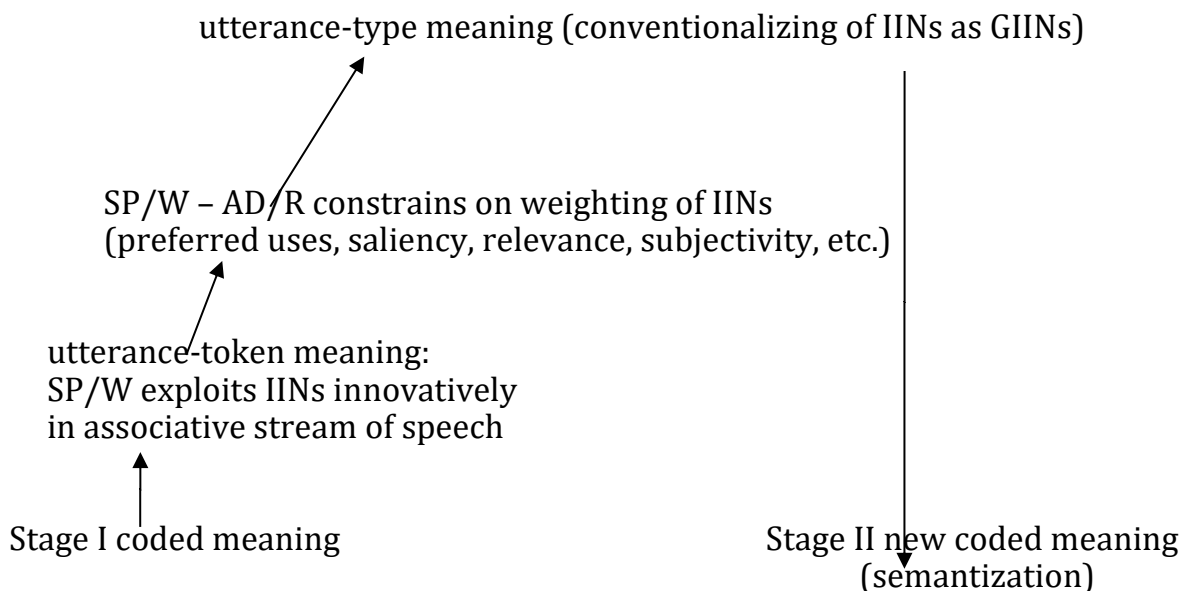 utterance-type meaning (conventionalizing of IINs as GIINs)
SP/W – AD/R constrains on weighting of IINs
(preferred uses, saliency, relevance, subjectivity, etc.)
utterance-token meaning:
SP/W exploits IINs innovatively
in associative stream of speech
Stage I coded meaning
Stage II new coded meaning
(semantization)